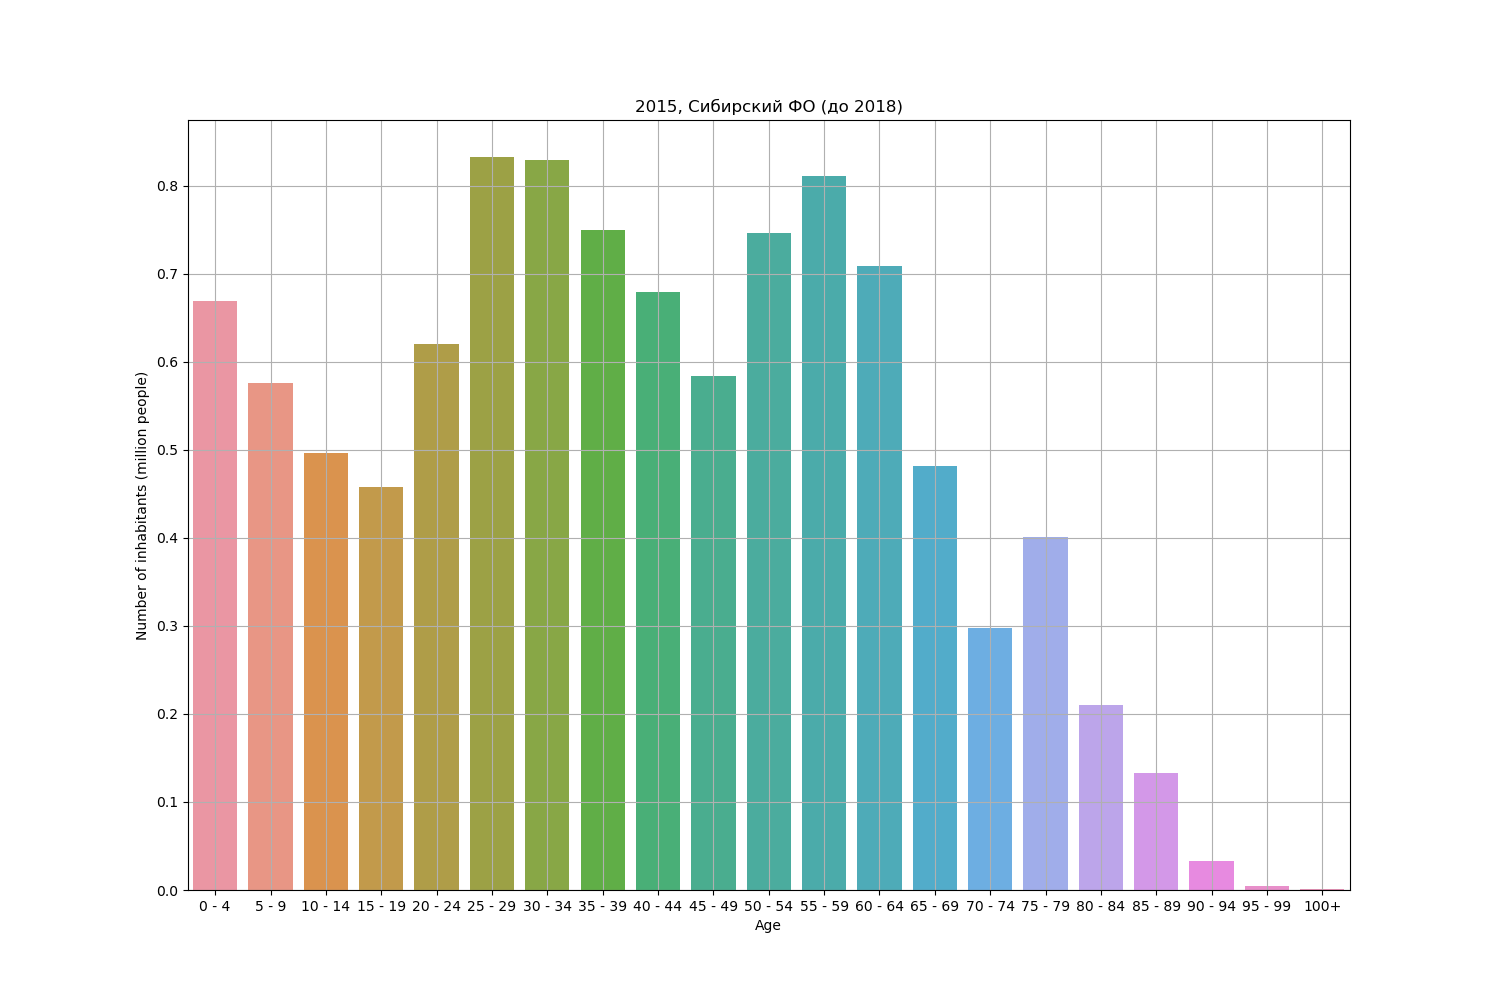 2015, Сибирский ФО (до 2018)
Number of inhabitants (million people)
0.8
0.7
0.6
0.5
0.4
0.3
0.2
0.1
0.0
0 - 4 5 - 9 10 - 14 15 - 19 20 - 24 25 - 29 30 - 34 35 - 39 40 - 44 45 - 49 50 - 54 55 - 59 60 - 64 65 - 69 70 - 74 75 - 79 80 - 84 85 - 89 90 - 94 95 - 99 100+
Age